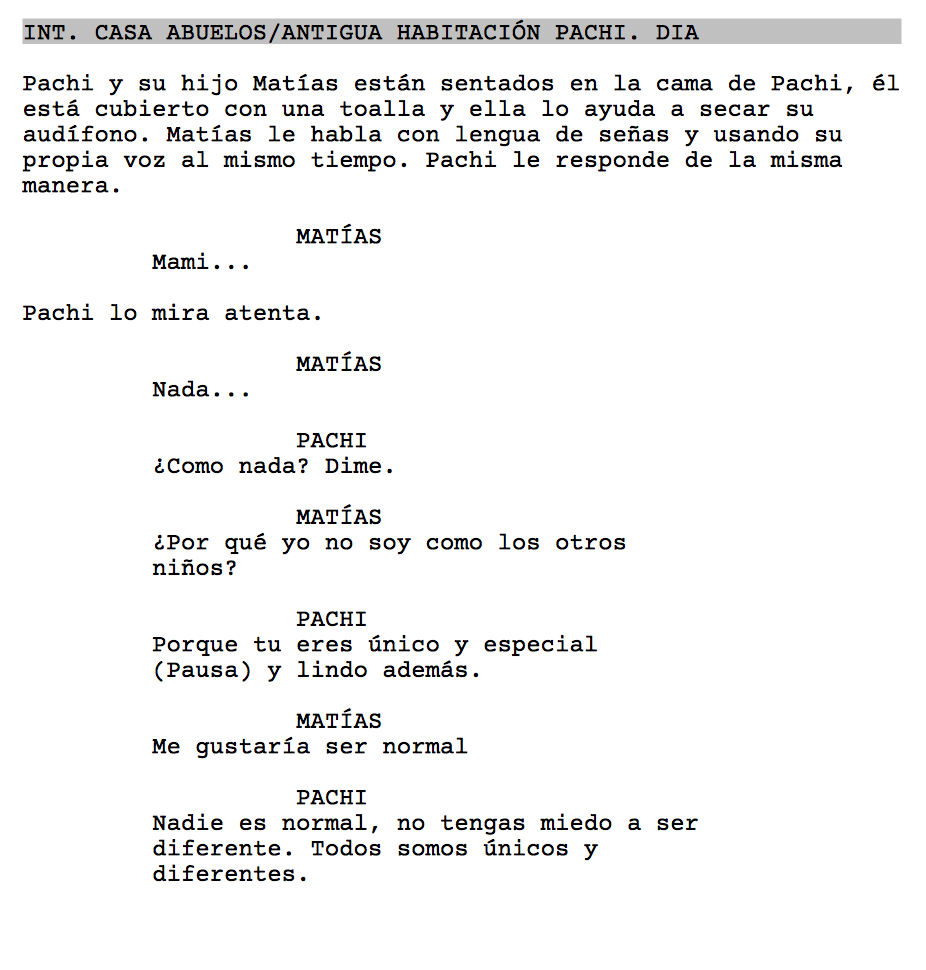 INT. CASA ABUELOS/ANTIGUA HABITACIÓN PACHI. DIA
Pachi y su hijo Matías están sentados en la cama de Pachi, él
está cubierto con una toalla y ella lo ayuda a secar su
audífono. Matías le habla con lengua de señas y usando su
propia voz al mismo tiempo. Pachi le responde de la misma
manera.
MATÍAS
Mami...
Pachi lo mira atenta.
MATÍAS
Nada...
PACHI
¿Como nada? Dime.
MATÍAS
¿Por qué yo no soy como los otros
niños?
PACHI
Porque tu eres único y especial
(Pausa) y lindo además.
MATÍAS
Me gustaría ser normal
PACHI
Nadie es normal, no tengas miedo a ser
diferente. Todos somos únicos y
diferentes.